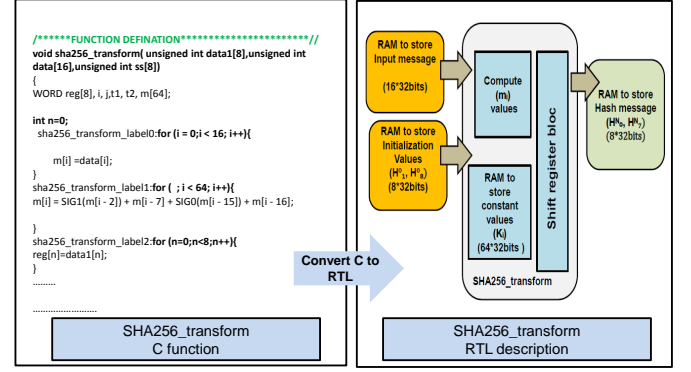 /******FUNCTION DEFINATION***********************//
void sha256_transform( unsigned int data1[8],unsigned int
data[16],unsigned int ss[8])
{
WORD reg[8], i, j,t1, t2, m[64];
int n=0;
sha256_transform_label0:for (i = 0;i < 16; i++){
m[i] =data[i];
}
sha256_transform_label1:for ( ; i < 64; i++){
m[i] = SIG1(m[i - 2]) + m[i - 7] + SIG0(m[i - 15]) + m[i - 16];
}
sha256_transform_label2:for (n=0;n<8;n++){
reg[n]=data1[n];
}
.........
........................
SHA256_transform
C function
Convert C to
RTL
RAM to store
Input message
(16*32bits)
RAM to store
Initialization
Values
(H⁰₁, H⁰₈)
(8*32bits)
Compute
(mᵢ)
values
RAM to
store
constant
values
(Kᵢ)
(64*32bits )
Shift register bloc
SHA256_transform
RAM to store
Hash message
(Hᴺ₀, Hᴺ₇)
(8*32bits)
SHA256_transform
RTL description